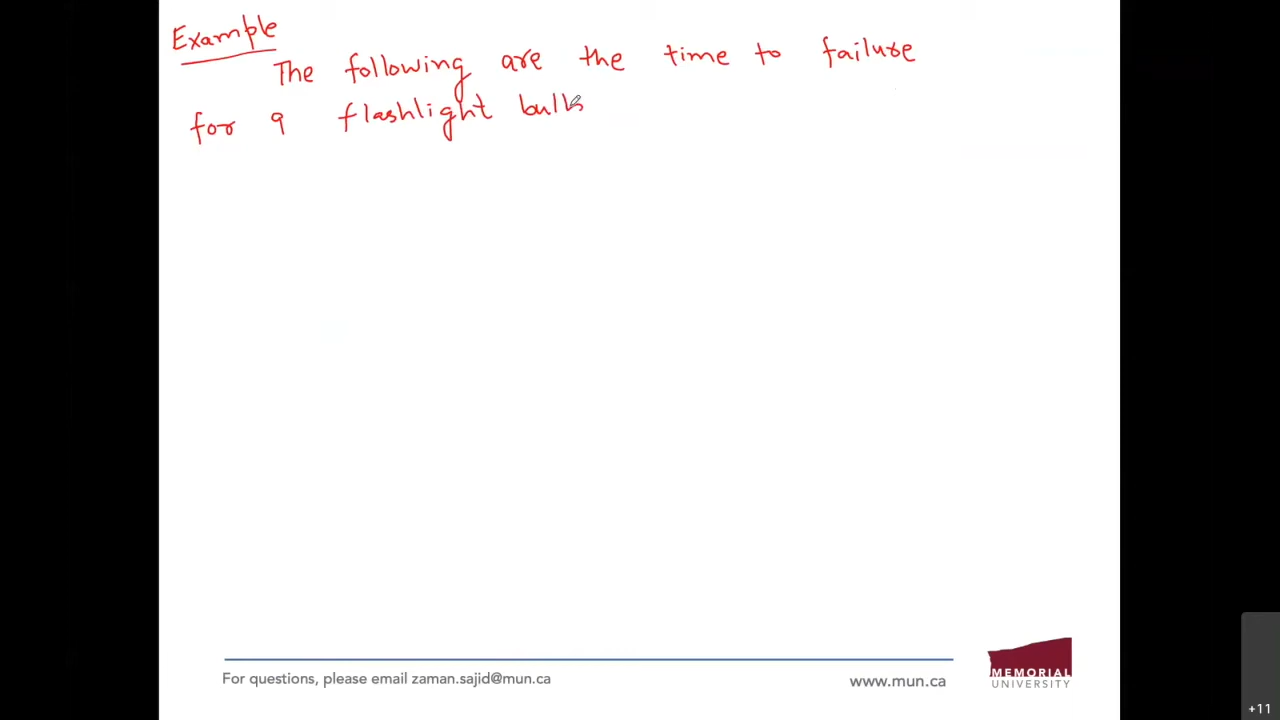 Example
The following are the time to failure
for 9 flashlight bulbs
For questions, please email zaman.sajid@mun.ca
www.mun.ca
MEMORIAL
UNIVERSITY
+11